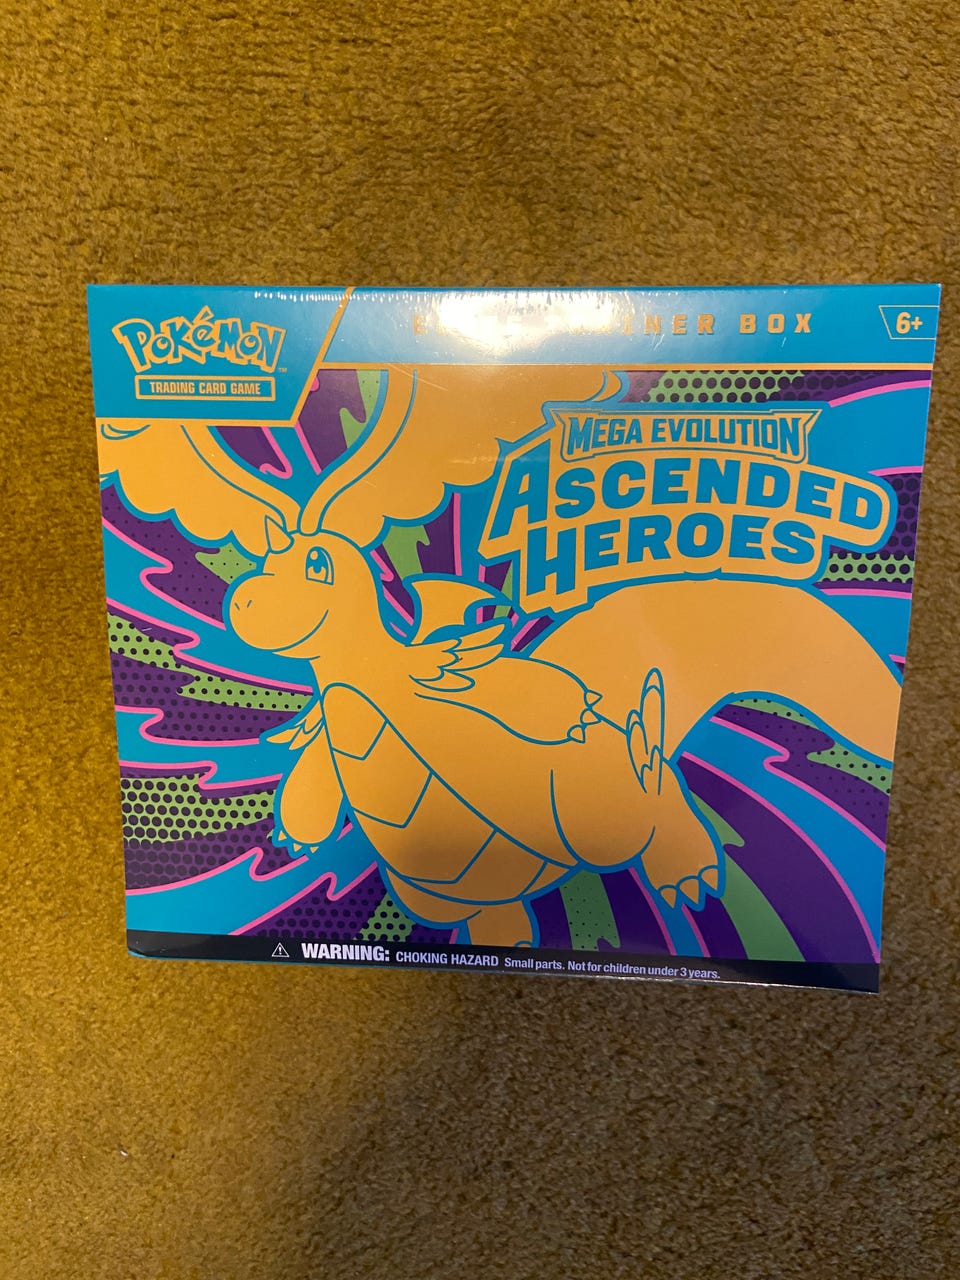 POKéMON
TRADING CARD GAME
TRAINER BOX
6+
MEGA EVOLUTION
ASCENDED
HEROES
WARNING: CHOKING HAZARD Small parts. Not for children under 3 years.